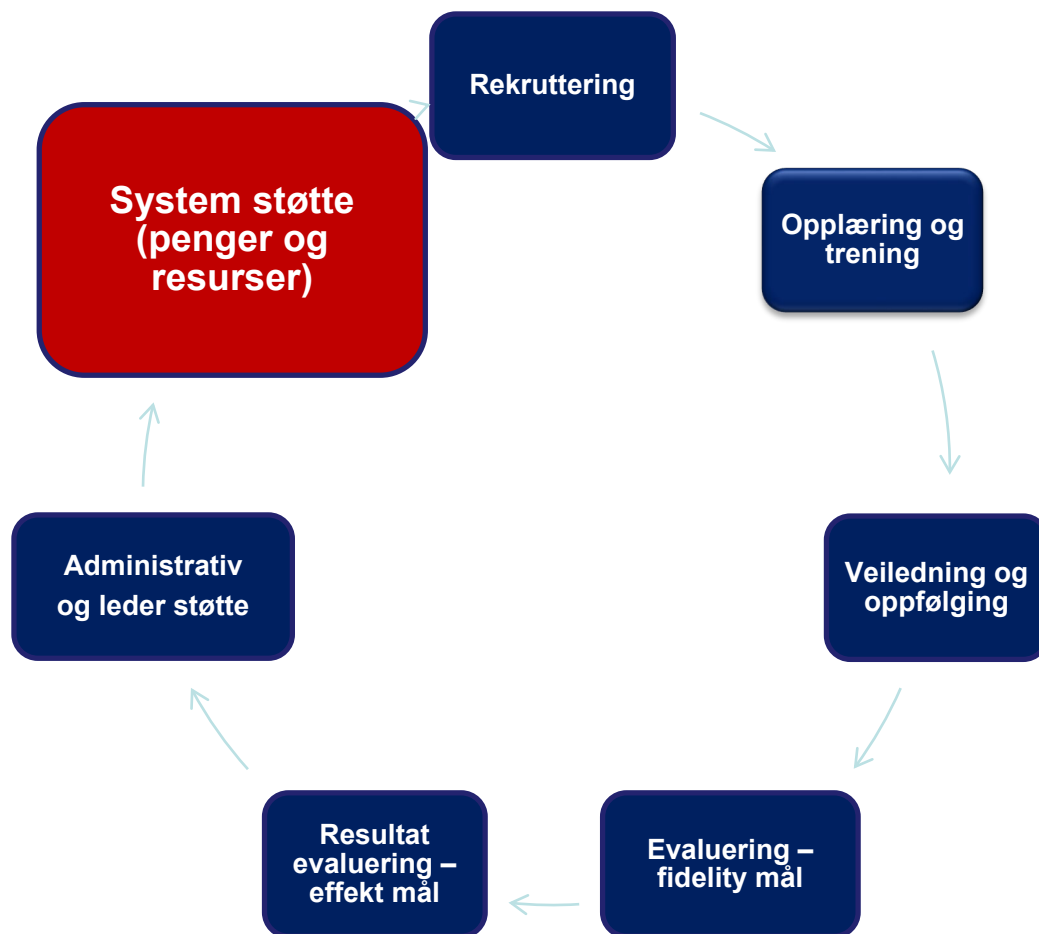 Rekruttering
System støtte
(penger og
resurser)
Opplæring og
trening
Veiledning og
oppfølging
Evaluering –
fidelity mål
Resultat
evaluering –
effekt mål
Administrativ
og leder støtte